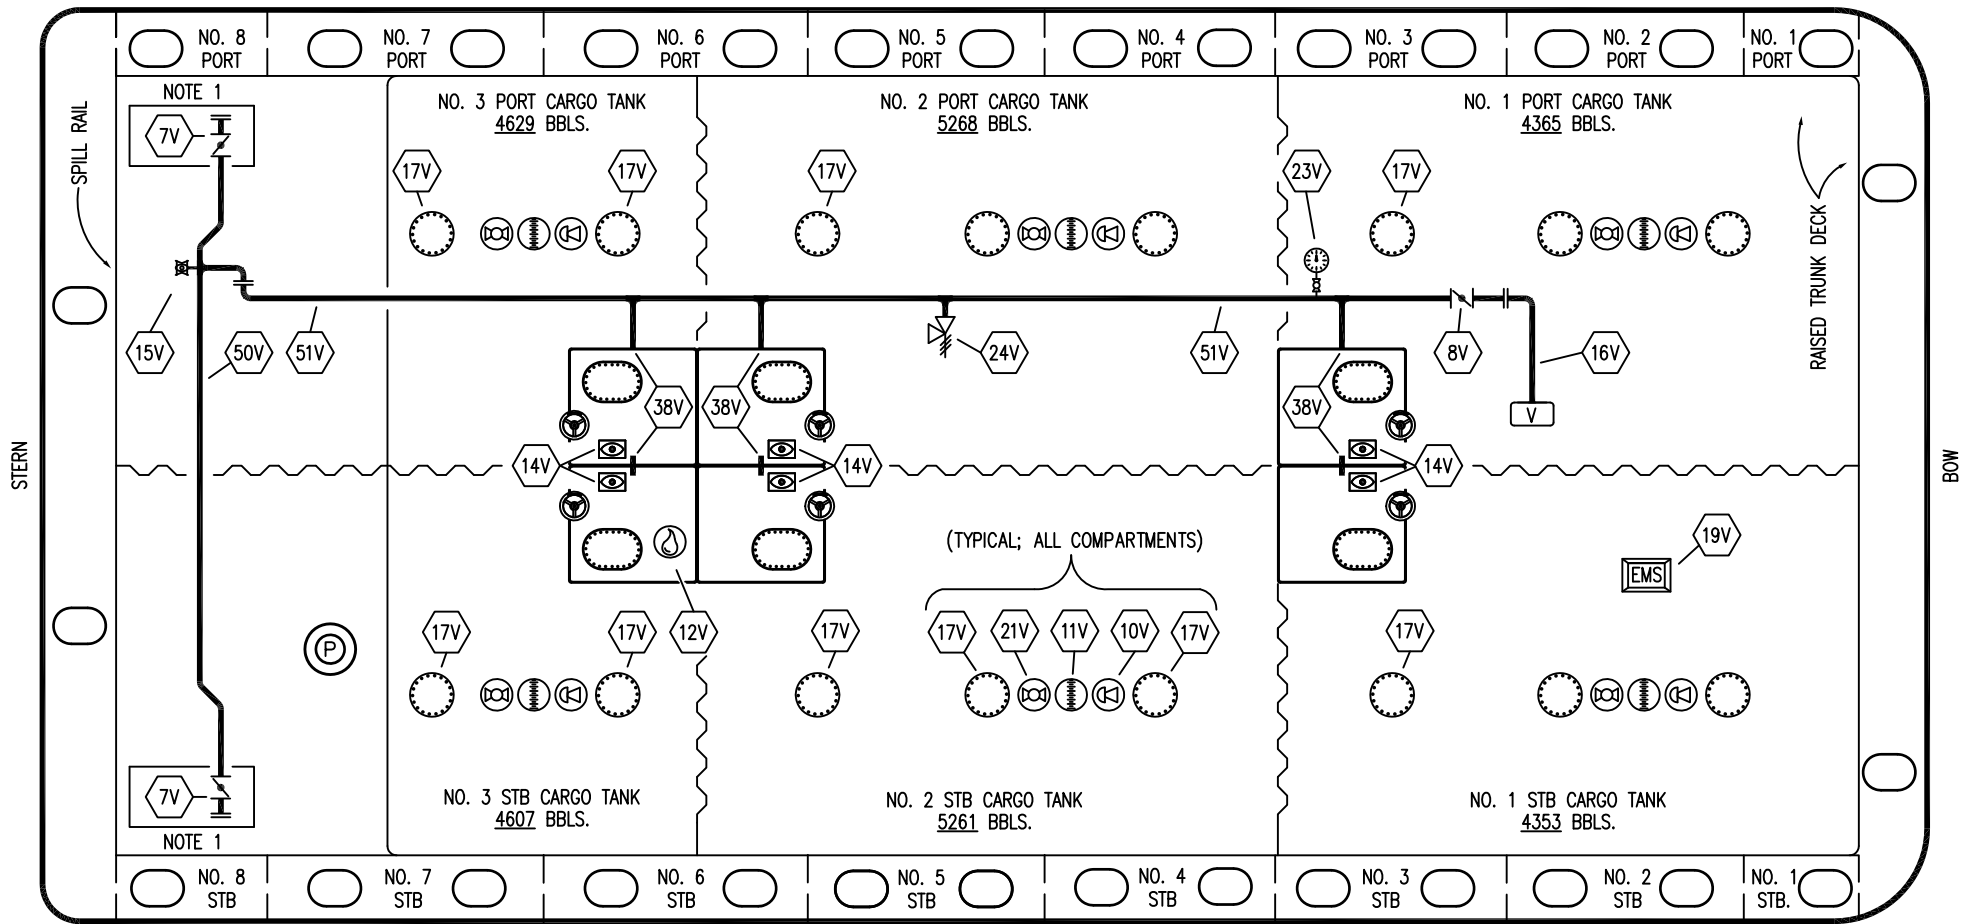 NO. 8
PORT
NO. 7
PORT
NO. 6
PORT
NO. 5
PORT
NO. 4
PORT
NO. 3
PORT
NO. 2
PORT
NO. 1
PORT
NOTE 1
7V
SPILL RAIL
NO. 3 PORT CARGO TANK
4629 BBLS.
NO. 2 PORT CARGO TANK
5268 BBLS.
NO. 1 PORT CARGO TANK
4365 BBLS.
17V
17V
17V
23V
17V
RAISED TRUNK DECK
15V
50V
51V
24V
51V
8V
16V
38V
38V
38V
V
STERN
14V
14V
14V
BOW
(TYPICAL; ALL COMPARTMENTS)
19V
EMS
P
17V
17V
12V
17V
17V
21V
11V
10V
17V
17V
7V
NOTE 1
NO. 3 STB CARGO TANK
4607 BBLS.
NO. 2 STB CARGO TANK
5261 BBLS.
NO. 1 STB CARGO TANK
4353 BBLS.
NO. 8
STB
NO. 7
STB
NO. 6
STB
NO. 5
STB
NO. 4
STB
NO. 3
STB
NO. 2
STB
NO. 1
STB.